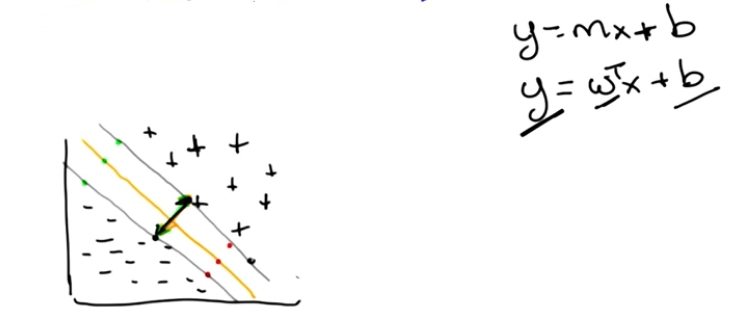 y = mx + b
y = wᵀx + b